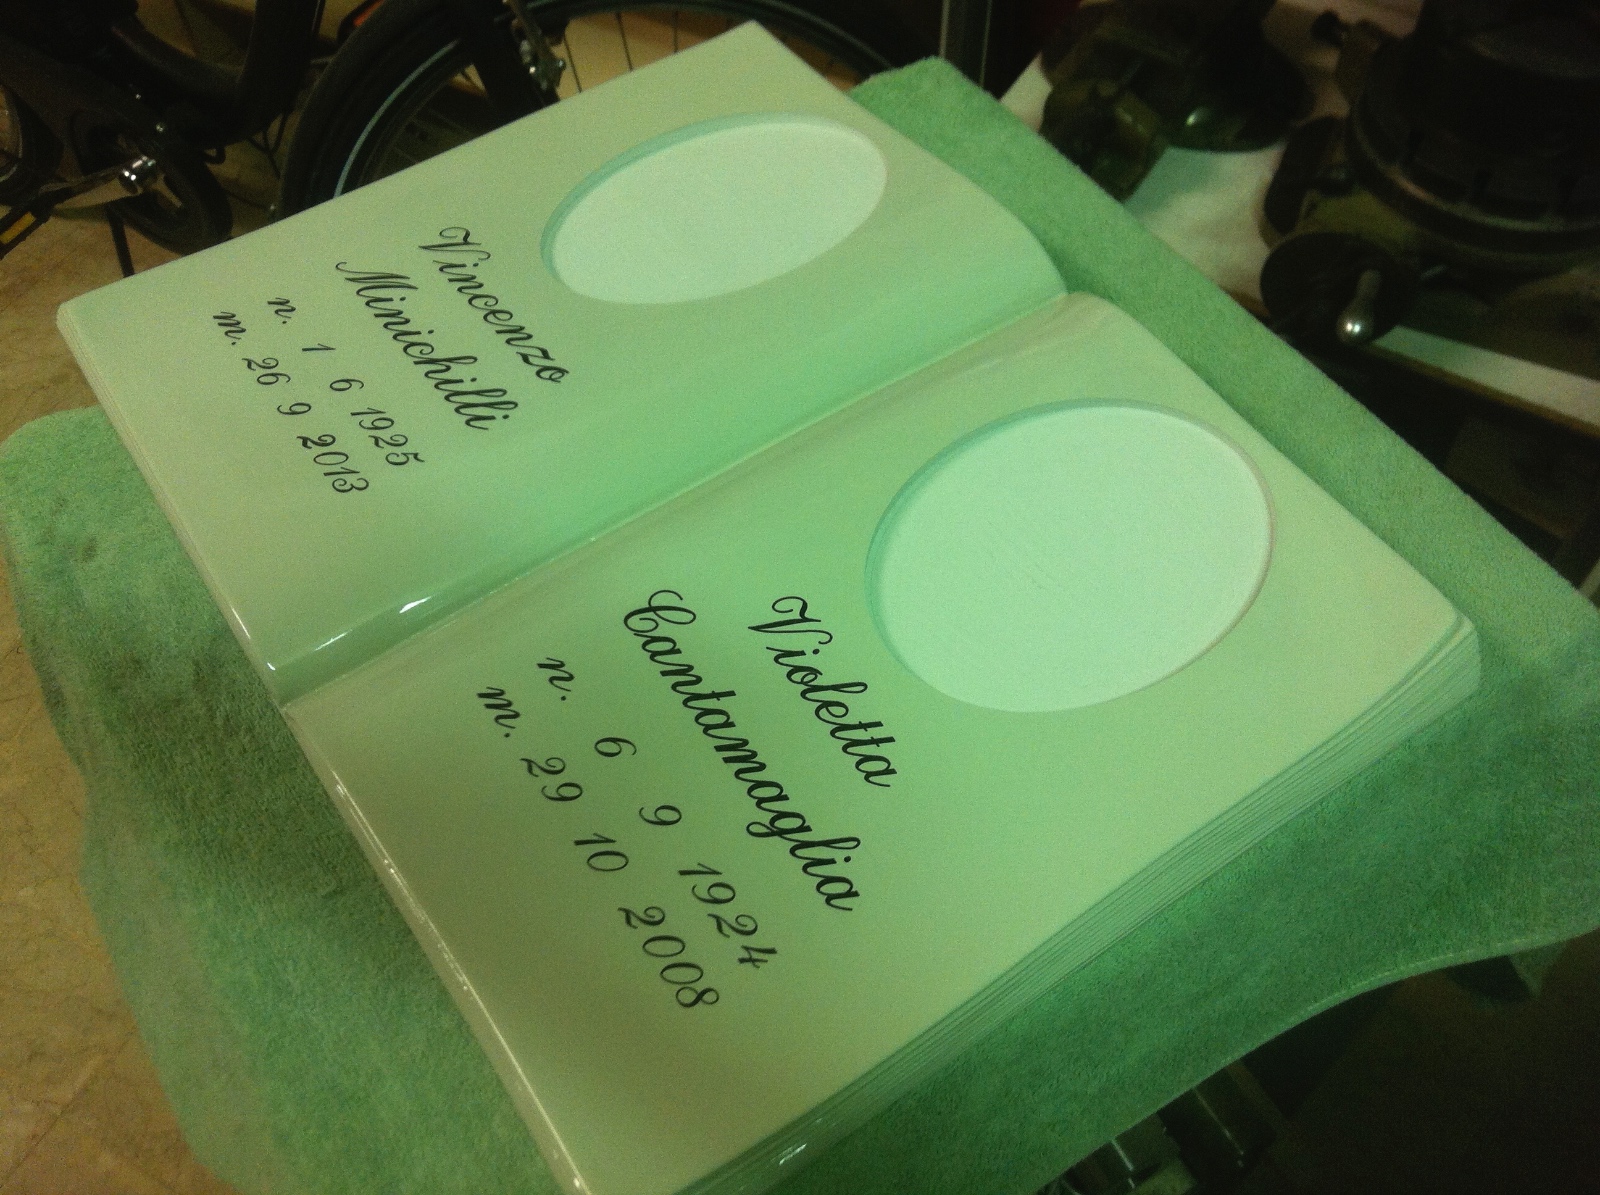 Vincenzo
Minichilli
n. 1 6 1925
m. 26 9 2013
Violetta
Cantamaglia
n. 6 9 1924
m. 29 10 2008